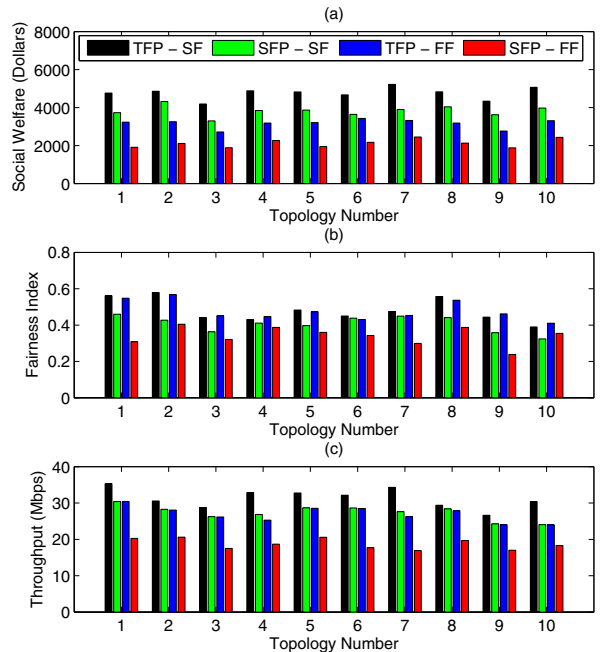 (a)
Social Welfare (Dollars)
8000
6000
4000
2000
0
TFP – SF
SFP – SF
TFP – FF
SFP – FF
1 2 3 4 5 6 7 8 9 10
Topology Number
(b)
Fairness Index
0.8
0.6
0.4
0.2
0
1 2 3 4 5 6 7 8 9 10
Topology Number
(c)
Throughput (Mbps)
40
30
20
10
0
1 2 3 4 5 6 7 8 9 10
Topology Number